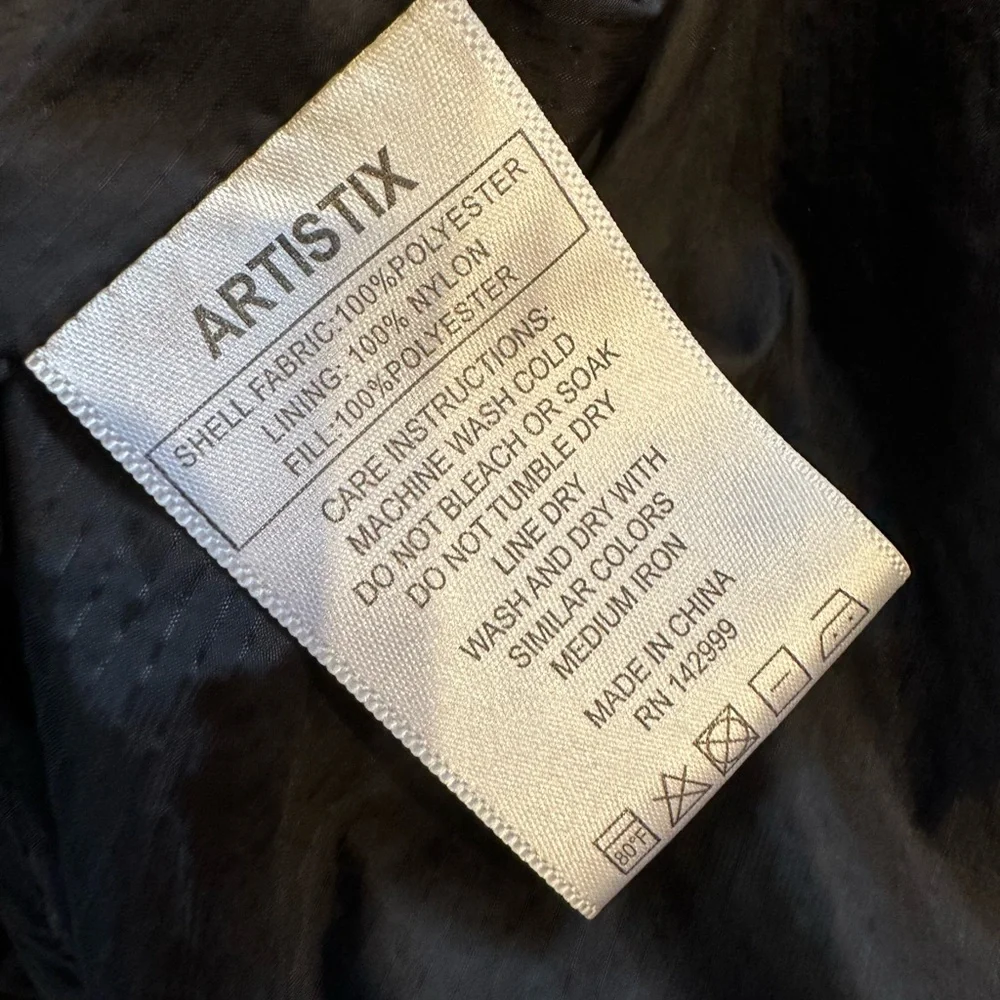 ARTISTIX
SHELL FABRIC:100%POLYESTER
LINING: 100% NYLON
FILL:100%POLYESTER
CARE INSTRUCTIONS:
MACHINE WASH COLD
DO NOT BLEACH OR SOAK
DO NOT TUMBLE DRY
LINE DRY
WASH AND DRY WITH
SIMILAR COLORS
MEDIUM IRON
MADE IN CHINA
RN 142999
80°F